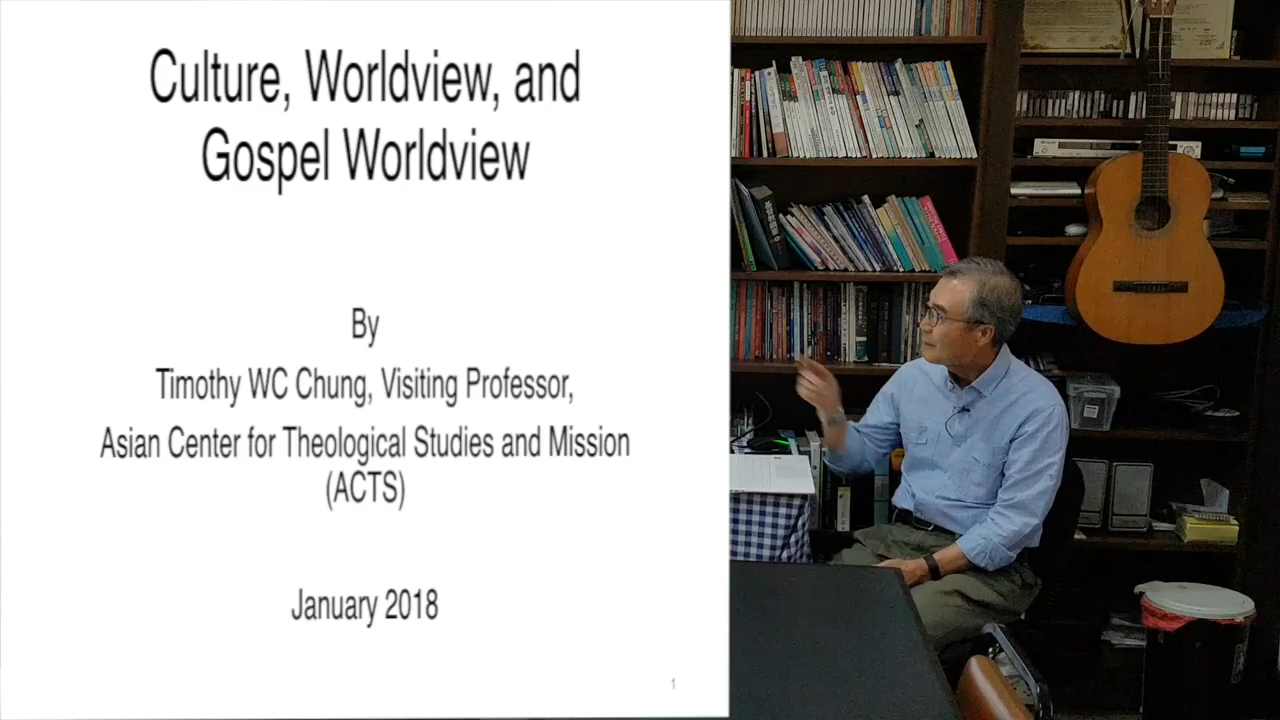 Culture, Worldview, and
Gospel Worldview
By
Timothy WC Chung, Visiting Professor,
Asian Center for Theological Studies and Mission
(ACTS)
January 2018
1